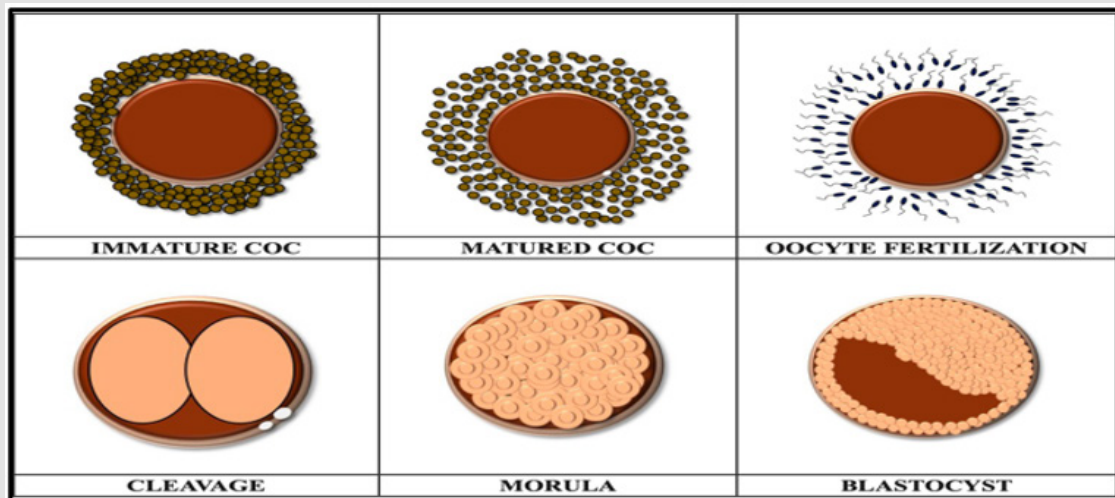 IMMATURE COC
MATURED COC
OOCYTE FERTILIZATION
CLEAVAGE
MORULA
BLASTOCYST